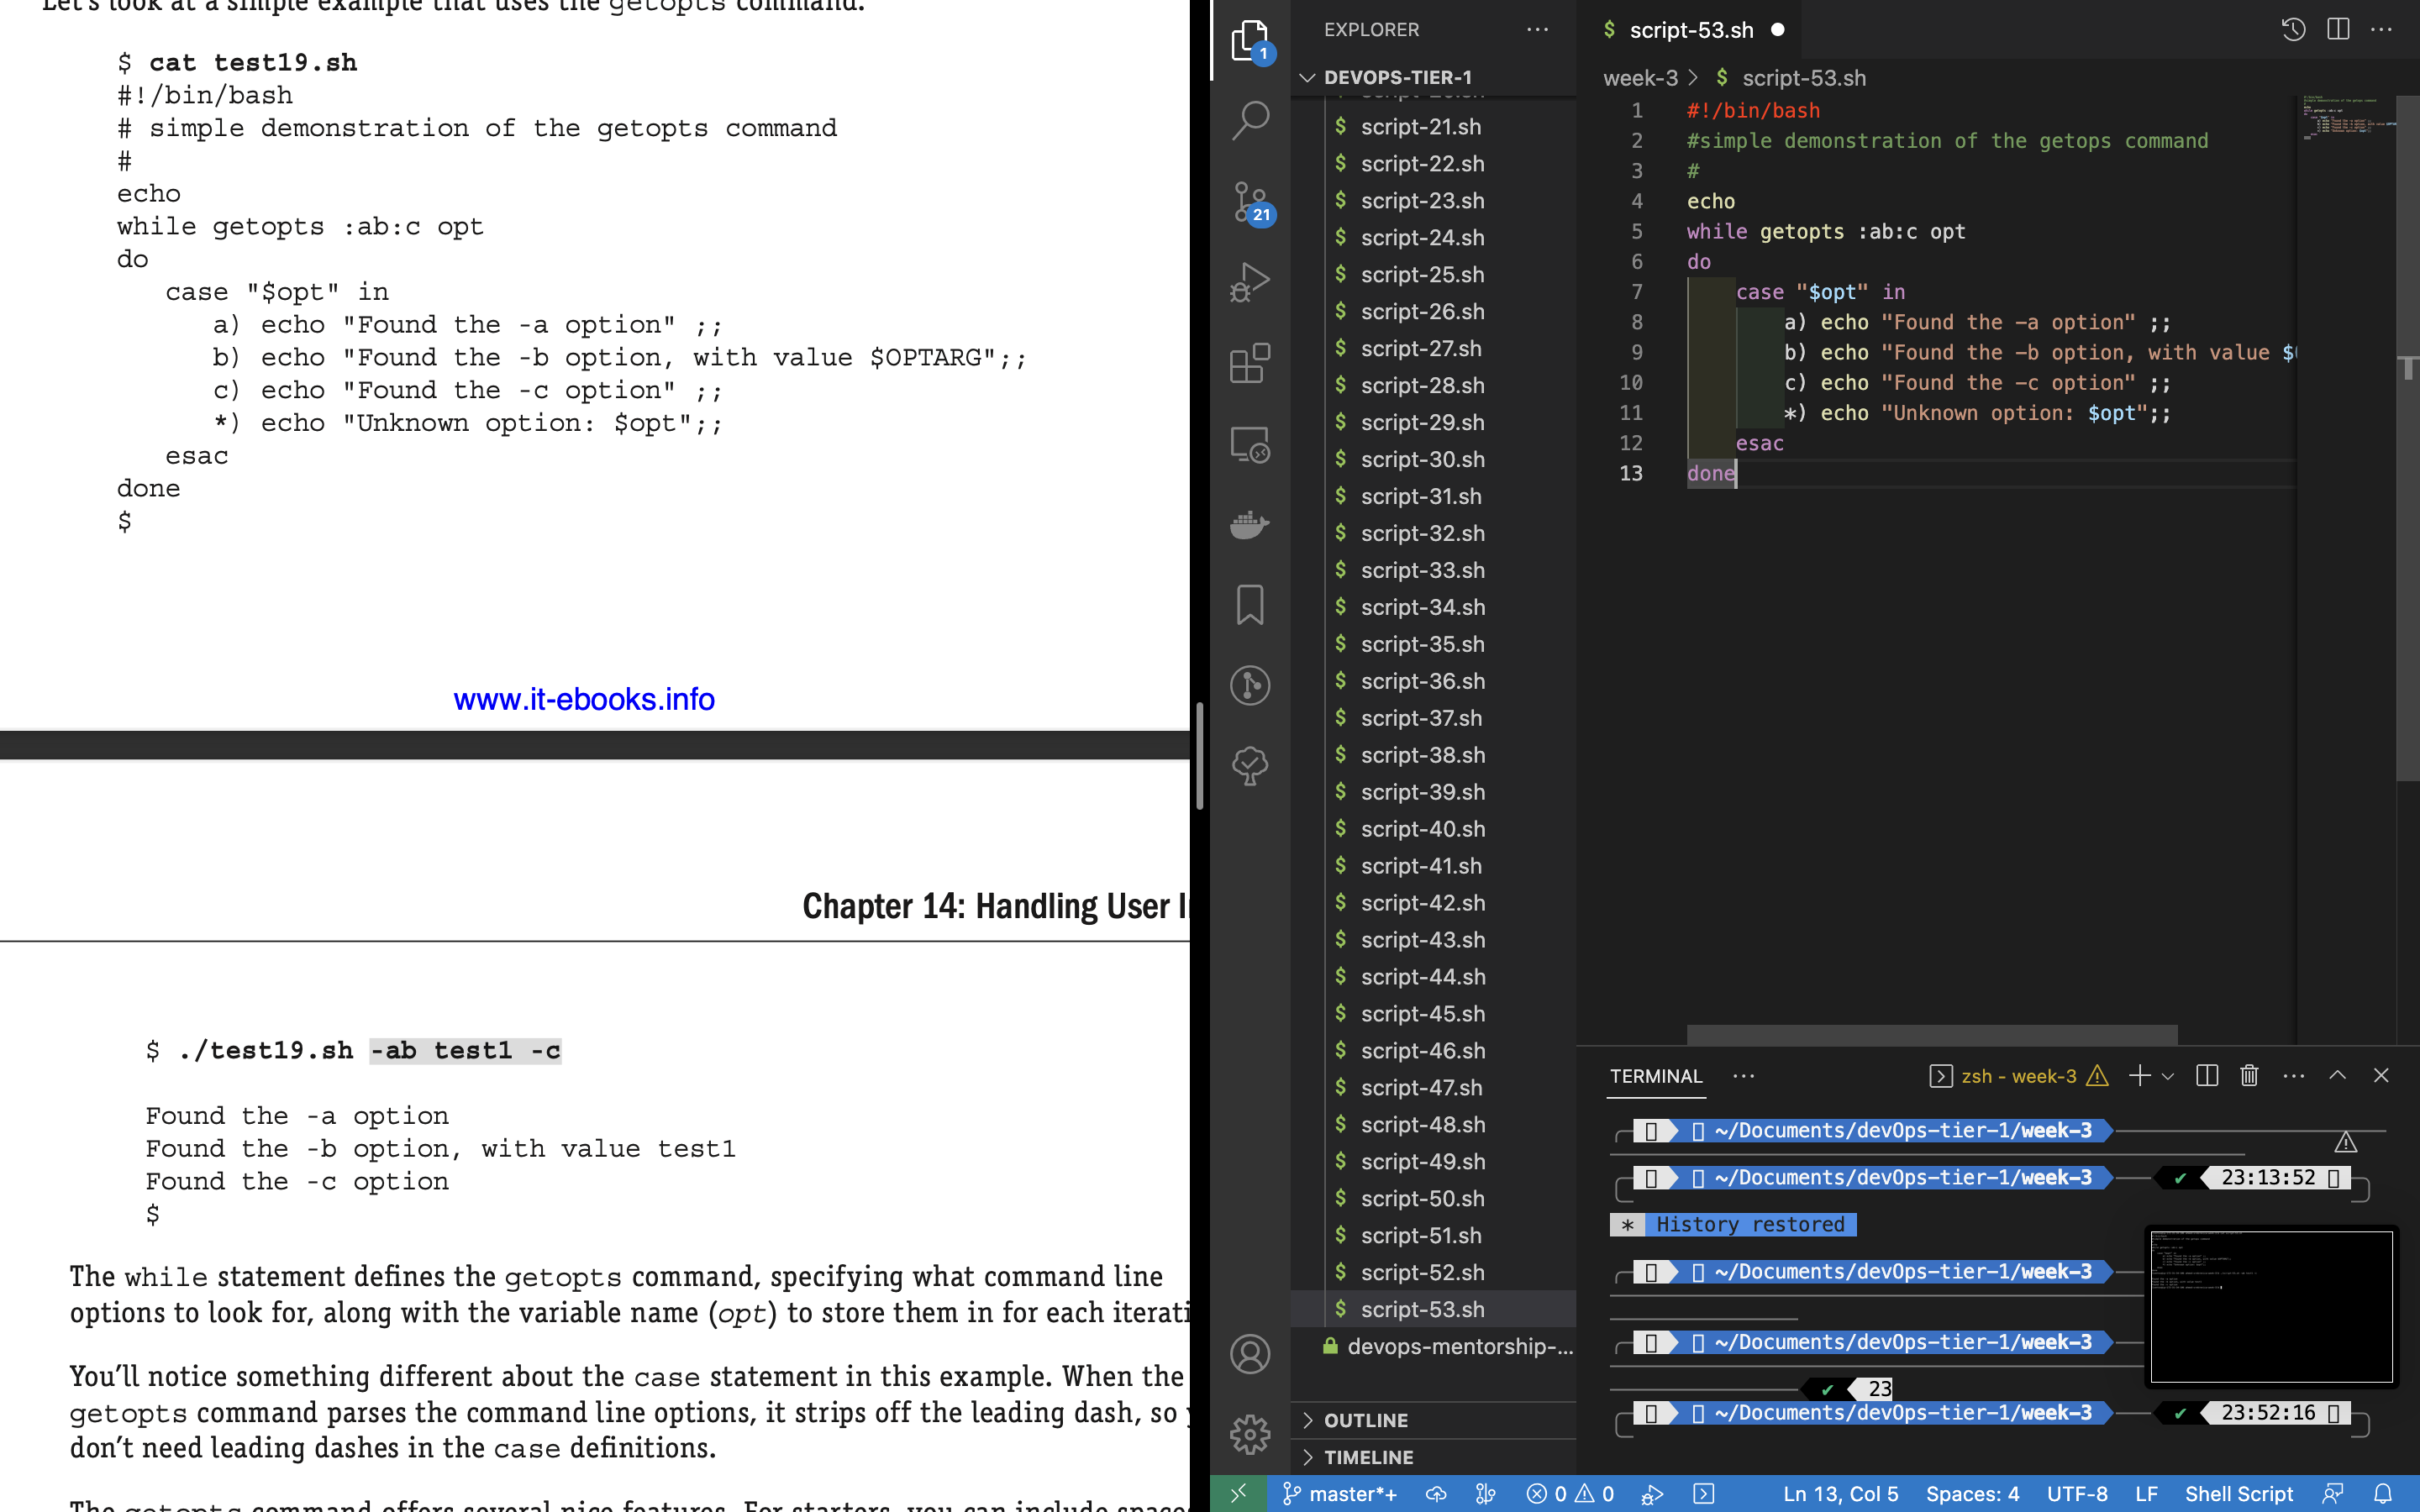 Let's look at a simple example that uses the getopts command.
$ cat test19.sh
#!/bin/bash
# simple demonstration of the getopts command
#
echo
while getopts :ab:c opt
do
case "$opt" in
a) echo "Found the -a option" ;;
b) echo "Found the -b option, with value $OPTARG";;
c) echo "Found the -c option" ;;
*) echo "Unknown option: $opt";;
esac
done
$
www.it-ebooks.info
Chapter 14: Handling User I
$ ./test19.sh -ab test1 -c
Found the -a option
Found the -b option, with value test1
Found the -c option
$
The while statement defines the getopts command, specifying what command line
options to look for, along with the variable name (opt) to store them in for each iterati
You'll notice something different about the case statement in this example. When the
getopts command parses the command line options, it strips off the leading dash, so
don't need leading dashes in the case definitions.
The getopts command offers several nice features. For starters, you can include space
1
21
EXPLORER
DEVOPS-TIER-1
$ script-21.sh
$ script-22.sh
$ script-23.sh
$ script-24.sh
$ script-25.sh
$ script-26.sh
$ script-27.sh
$ script-28.sh
$ script-29.sh
$ script-30.sh
$ script-31.sh
$ script-32.sh
$ script-33.sh
$ script-34.sh
$ script-35.sh
$ script-36.sh
$ script-37.sh
$ script-38.sh
$ script-39.sh
$ script-40.sh
$ script-41.sh
$ script-42.sh
$ script-43.sh
$ script-44.sh
$ script-45.sh
$ script-46.sh
$ script-47.sh
$ script-48.sh
$ script-49.sh
$ script-50.sh
$ script-51.sh
$ script-52.sh
$ script-53.sh
devops-mentorship-...
OUTLINE
TIMELINE
$ script-53.sh
week-3 > $ script-53.sh
1 #!/bin/bash
2 #simple demonstration of the getops command
3 #
4 echo
5 while getopts :ab:c opt
6 do
7 case "$opt" in
8 a) echo "Found the -a option" ;;
9 b) echo "Found the -b option, with value $
10 c) echo "Found the -c option" ;;
11 *) echo "Unknown option: $opt";;
12 esac
13 done
TERMINAL
zsh - week-3
~/Documents/devOps-tier-1/week-3
~/Documents/devOps-tier-1/week-3 ✔ 23:13:52
* History restored
~/Documents/devOps-tier-1/week-3
~/Documents/devOps-tier-1/week-3
✔ 23
~/Documents/devOps-tier-1/week-3 ✔ 23:52:16
master*+ 0 0 Ln 13, Col 5 Spaces: 4 UTF-8 LF Shell Script